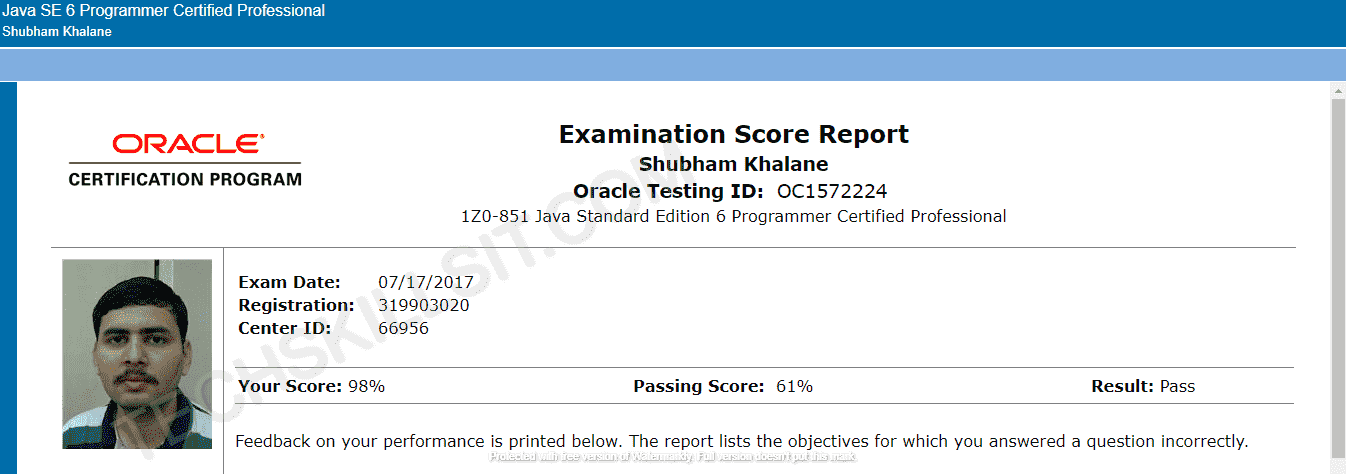 Java SE 6 Programmer Certified Professional
Shubham Khalane
ORACLE®
CERTIFICATION PROGRAM
Examination Score Report
Shubham Khalane
Oracle Testing ID: OC1572224
1Z0-851 Java Standard Edition 6 Programmer Certified Professional
Exam Date: 07/17/2017
Registration: 319903020
Center ID: 66956
Your Score: 98% Passing Score: 61% Result: Pass
Feedback on your performance is printed below. The report lists the objectives for which you answered a question incorrectly.
Protected with free version of Watermarkly. Full version doesn't put this mark.
TECHSKILLSIT.COM